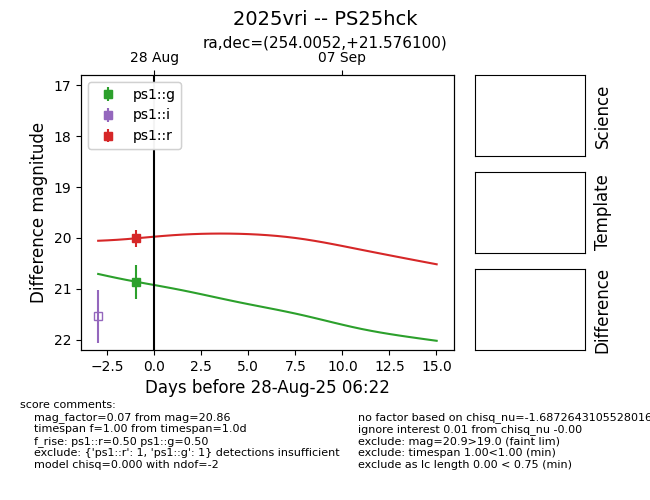 2025vri -- PS25hck
ra,dec=(254.0052,+21.576100)
28 Aug
07 Sep
ps1::g
ps1::i
ps1::r
17
18
19
20
21
22
Difference magnitude
−2.5
0.0
2.5
5.0
7.5
10.0
12.5
15.0
Days before 28-Aug-25 06:22
Science
Template
Difference
score comments:
mag_factor=0.07 from mag=20.86
timespan f=1.00 from timespan=1.0d
f_rise: ps1::r=0.50 ps1::g=0.50
exclude: {'ps1::r': 1, 'ps1::g': 1} detections insufficient
model chisq=0.000 with ndof=-2
no factor based on chisq_nu=-1.6872643105528016
ignore interest 0.01 from chisq_nu -0.00
exclude: mag=20.9>19.0 (faint lim)
exclude: timespan 1.00<1.00 (min)
exclude as lc length 0.00 < 0.75 (min)